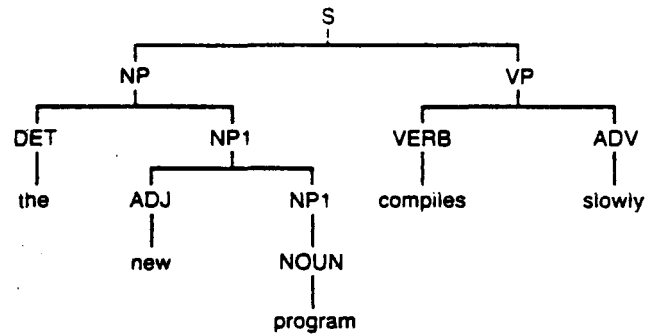 S
NP VP
DET NP1 VERB ADV
the ADJ NP1 compiles slowly
new NOUN
program